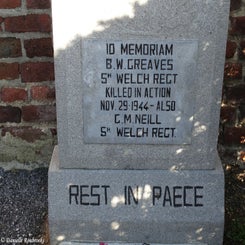 IO MEMORIAM
B.W. GREAVES
5TH WELCH REGT
KILLED IN ACTION
NOV. 29·1944-ALSO
G.M. NEILL
5TH WELCH REGT
REST IN PAECE